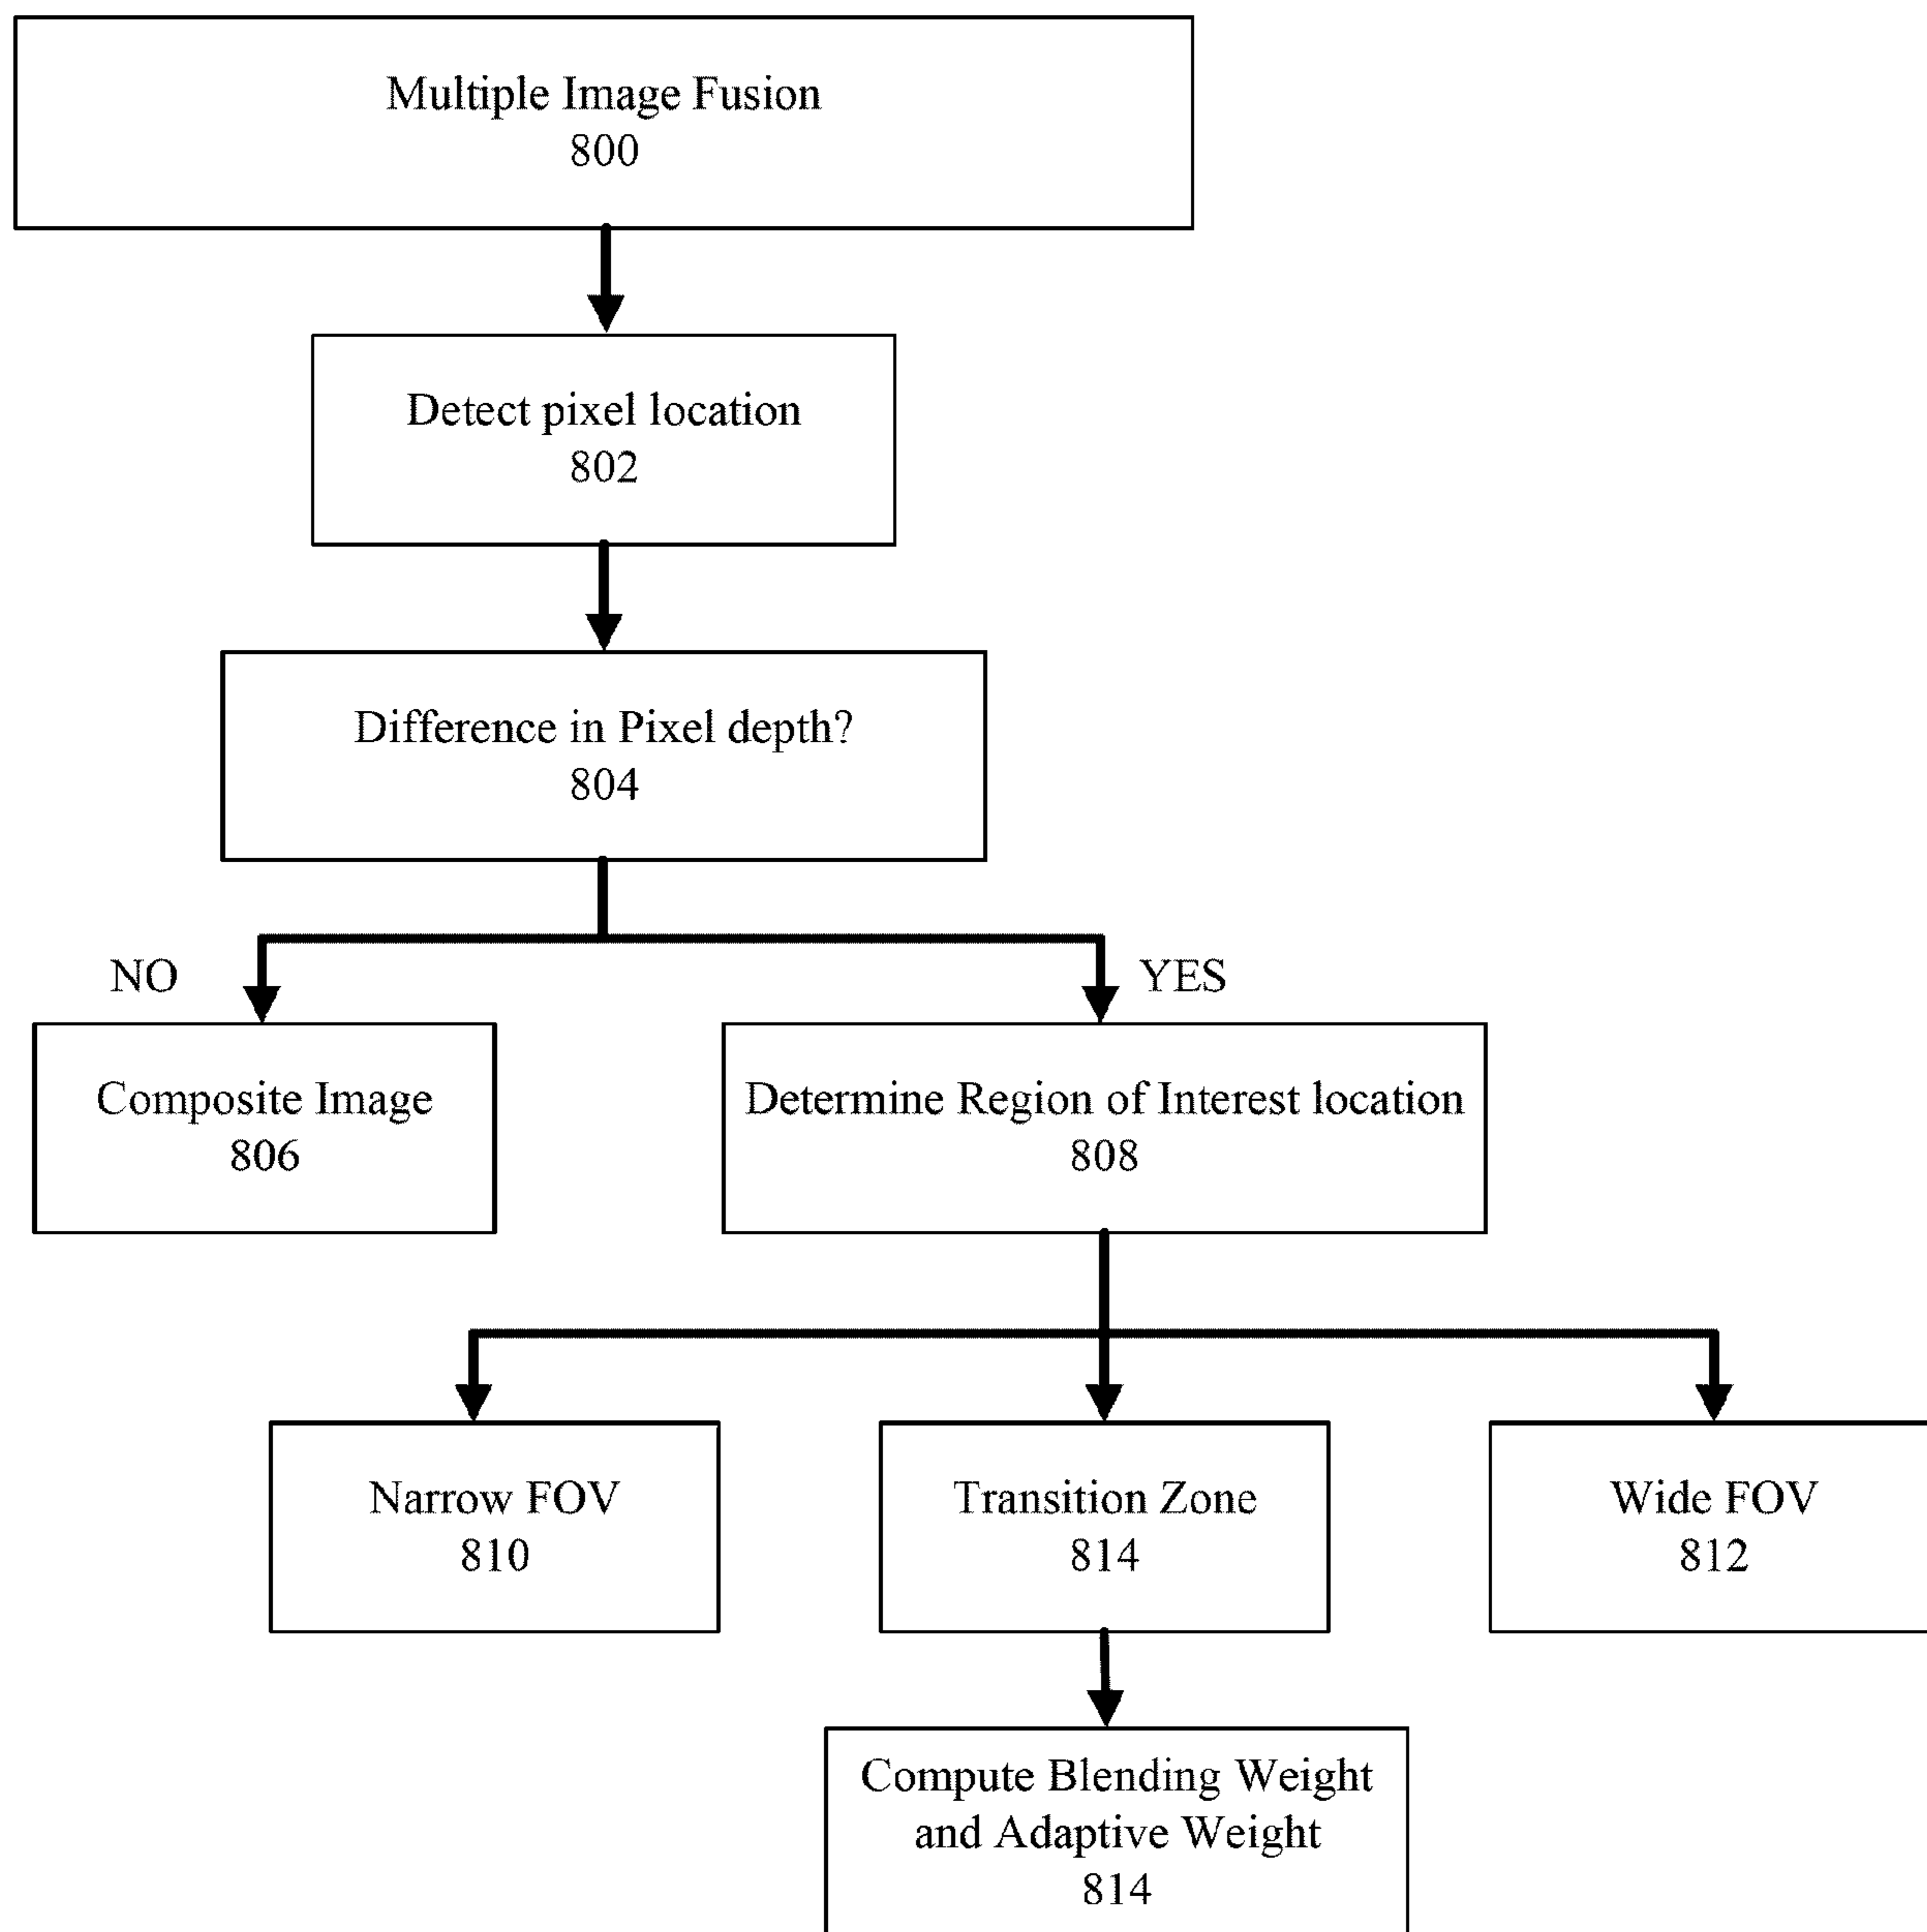 Multiple Image Fusion
800
Detect pixel location
802
Difference in Pixel depth?
804
NO
YES
Composite Image
806
Determine Region of Interest location
808
Narrow FOV
810
Transition Zone
814
Wide FOV
812
Compute Blending Weight
and Adaptive Weight
814